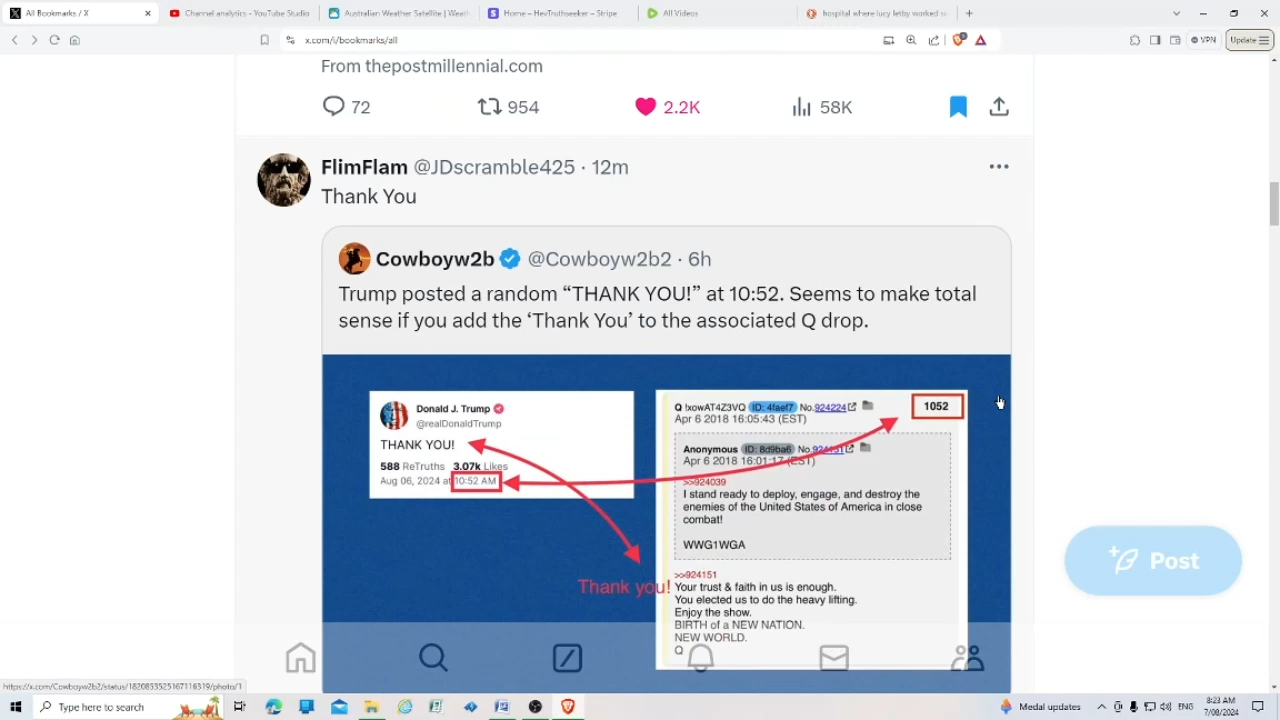 All Bookmarks / X
Channel analytics - YouTube Studio
Australian Weather Satellite | Weath
Home – HevTruthseeker – Stripe
All Videos
hospital where lucy letby worked s
x.com/i/bookmarks/all
VPN
Update
From thepostmillennial.com
72 954 2.2K 58K
FlimFlam @JDscramble425 · 12m
Thank You
Cowboyw2b @Cowboyw2b2 · 6h
Trump posted a random “THANK YOU!” at 10:52. Seems to make total
sense if you add the ‘Thank You’ to the associated Q drop.
Donald J. Trump
@realDonaldTrump
THANK YOU!
588 ReTruths 3.07k Likes
Aug 06, 2024 at 10:52 AM
Thank you!
Q !xowAT4Z3VQ ID: 4faef7 No.924224
1052
Apr 6 2018 16:05:43 (EST)
Anonymous ID: 8d9ba6
Apr 6 2018 16:01:17 (EST)
>>924039
I stand ready to deploy, engage, and destroy the
enemies of the United States of America in close
combat!
WWG1WGA
>>924151
Your trust & faith in us is enough.
You elected us to do the heavy lifting.
Enjoy the show.
BIRTH of a NEW NATION.
NEW WORLD.
Q
Post
https://x.com/Cowboyw2b2/status/1820853525167116319/photo/1
Type here to search
Medal updates
ENG
8:23 AM
7/08/2024